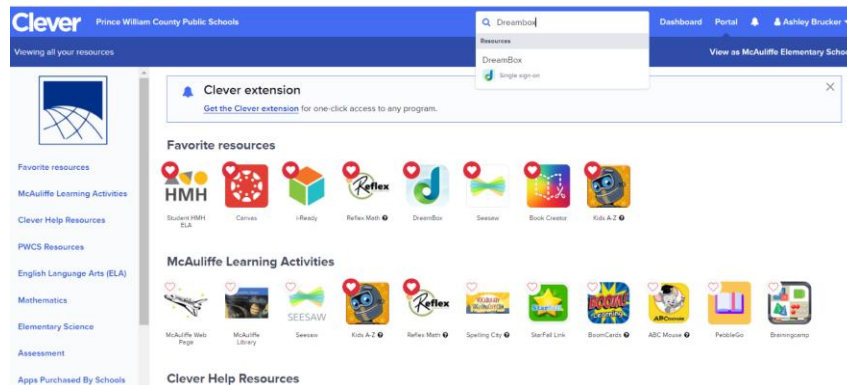 Clever
Prince William County Public Schools
Dreambox
Dashboard
Portal
Ashley Brucker
Viewing all your resources
Resources
DreamBox
Single sign-on
View as McAuliffe Elementary Schoo
Clever extension
Get the Clever extension for one-click access to any program.
Favorite resources
McAuliffe Learning Activities
Clever Help Resources
PWCS Resources
English Language Arts (ELA)
Mathematics
Elementary Science
Assessment
Apps Purchased By Schools
Favorite resources
HMH
Reflex
Student HMH
ELA
Canvas
i-Ready
Reflex Math
DreamBox
Seesaw
Book Creator
Kids A-Z
McAuliffe Learning Activities
SEESAW
Reflex
McAuliffe Web
Page
McAuliffe
Library
Seesaw
Kids A-Z
Reflex Math
Spelling City
StarFall Link
BoomCards
ABC Mouse
PebbleGo
Brainingcamp
Clever Help Resources